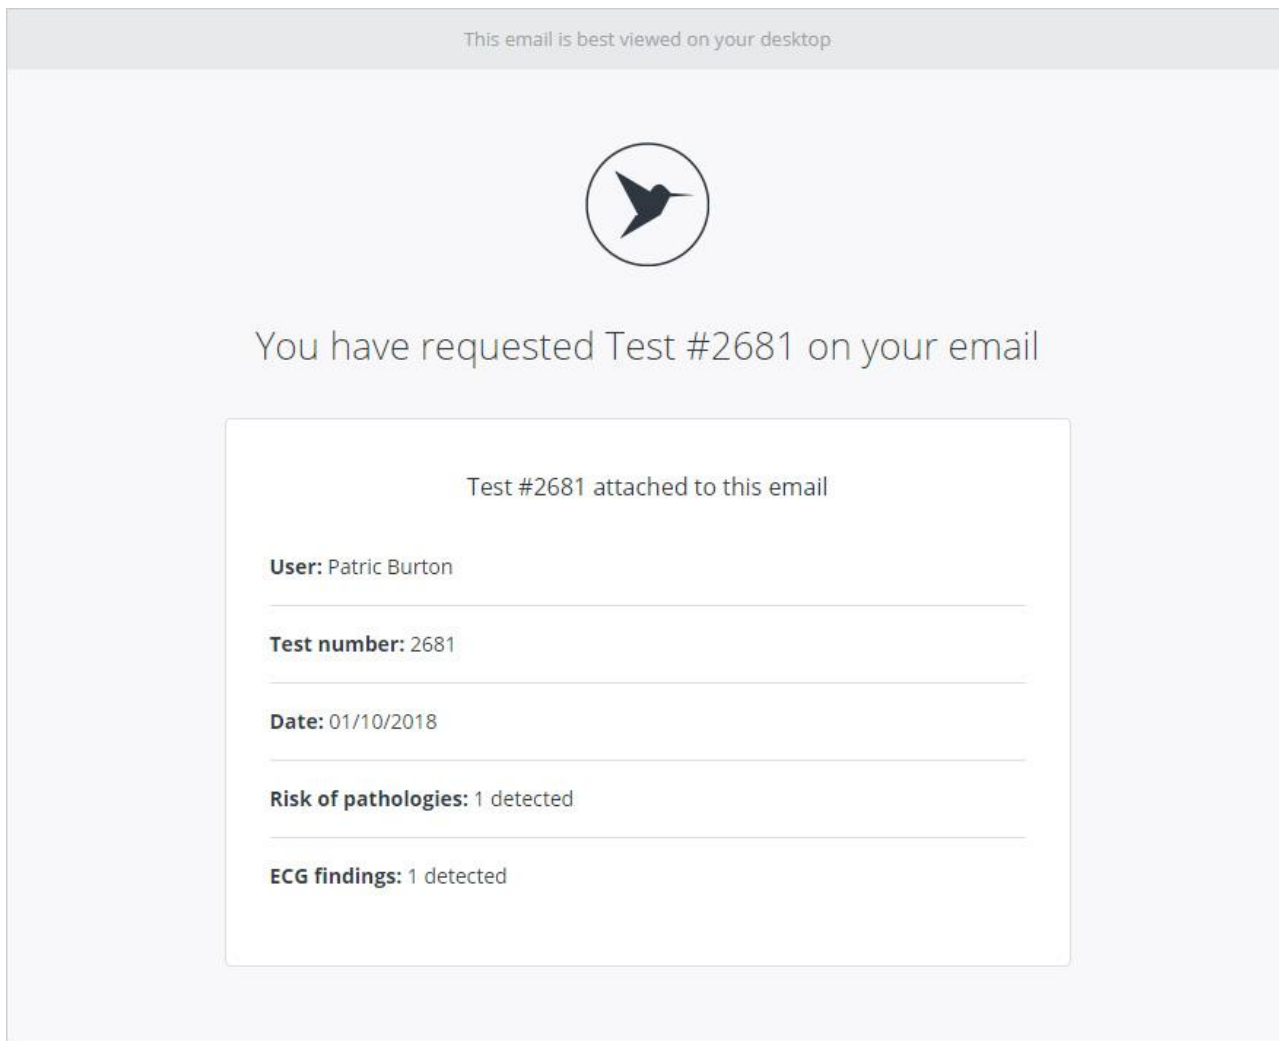 This email is best viewed on your desktop
You have requested Test #2681 on your email
Test #2681 attached to this email
User: Patric Burton
Test number: 2681
Date: 01/10/2018
Risk of pathologies: 1 detected
ECG findings: 1 detected